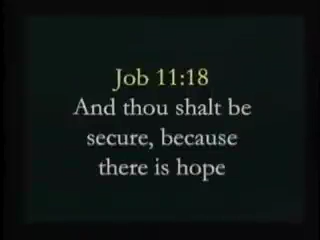 Job 11:18
And thou shalt be
secure, because
there is hope